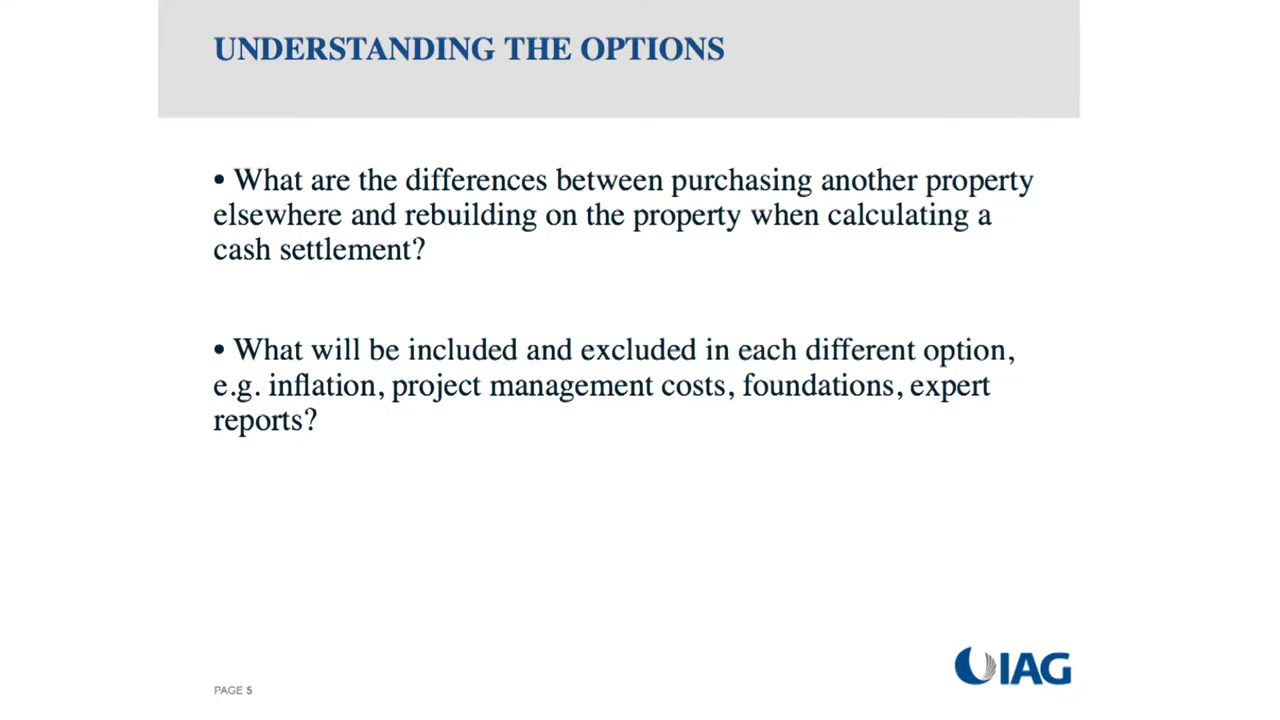 UNDERSTANDING THE OPTIONS
• What are the differences between purchasing another property
elsewhere and rebuilding on the property when calculating a
cash settlement?
• What will be included and excluded in each different option,
e.g. inflation, project management costs, foundations, expert
reports?
IAG
PAGE 5